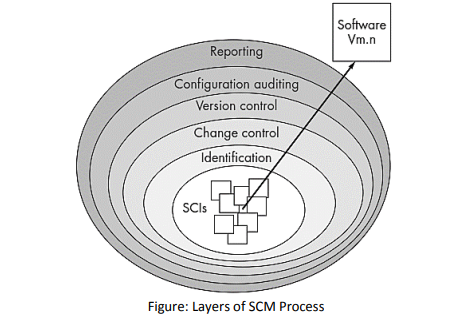 Software
Vm.n
Reporting
Configuration auditing
Version control
Change control
Identification
SCIs
Figure: Layers of SCM Process